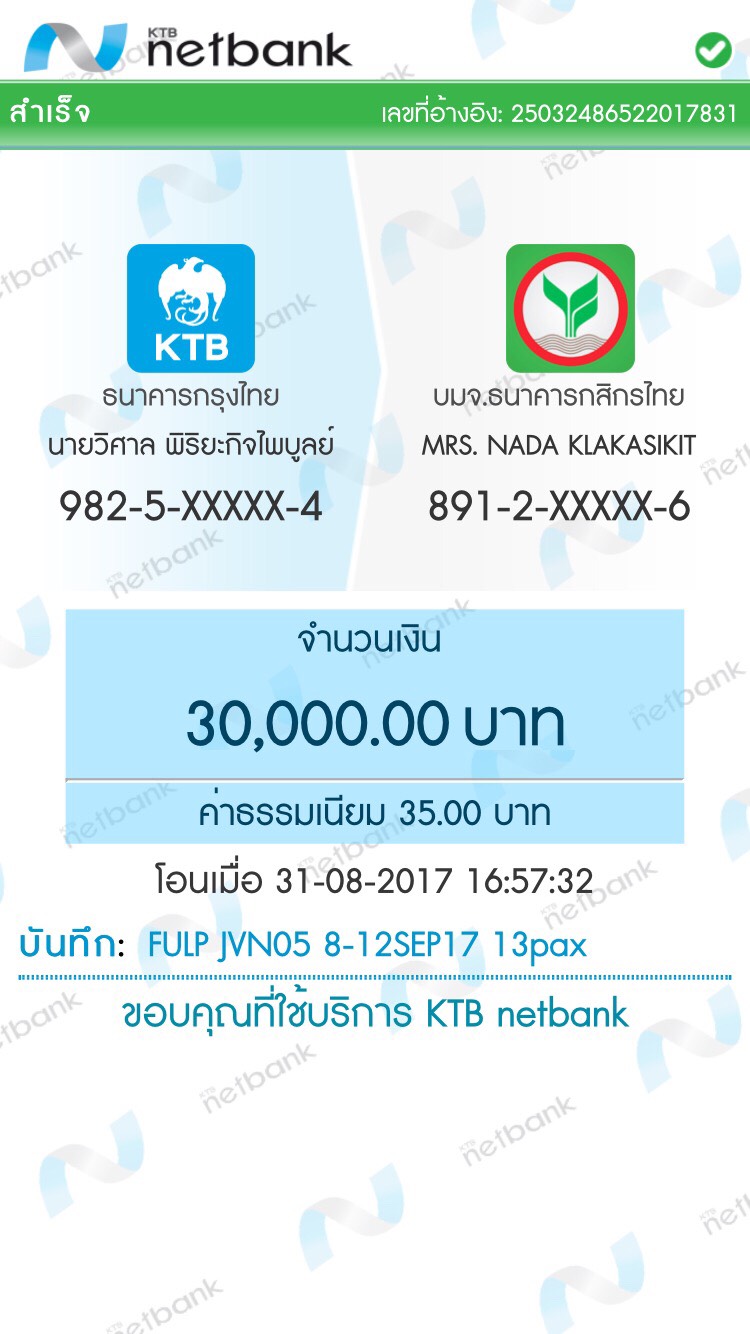 KTB
netbank
สำเร็จ เลขที่อ้างอิง: 25032486522017831
KTB
ธนาคารกรุงไทย
นายวิศาล พิริยะกิจไพบูลย์
982-5-XXXXX-4
บมจ.ธนาคารกสิกรไทย
MRS. NADA KLAKASIKIT
891-2-XXXXX-6
จำนวนเงิน
30,000.00 บาท
ค่าธรรมเนียม 35.00 บาท
โอนเมื่อ 31-08-2017 16:57:32
บันทึก: FULP JVN05 8-12SEP17 13pax
ขอบคุณที่ใช้บริการ KTB netbank